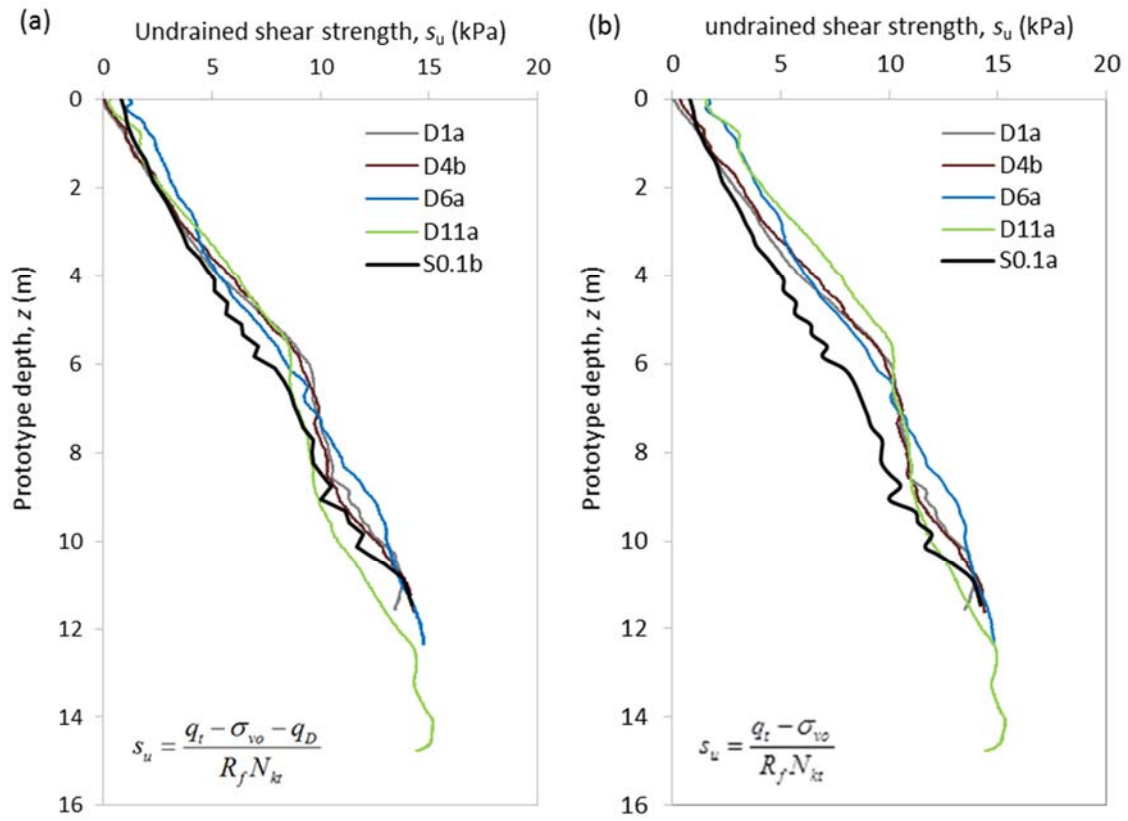 (a)
Undrained shear strength, su (kPa)
0 5 10 15 20
0
2
4
6
8
10
12
14
16
Prototype depth, z (m)
D1a
D4b
D6a
D11a
S0.1b
su = (qt − σvo − qD) / (Rf Nkt)
(b)
undrained shear strength, su (kPa)
0 5 10 15 20
0
2
4
6
8
10
12
14
16
Prototype depth, z (m)
D1a
D4b
D6a
D11a
S0.1a
su = (qt − σvo) / (Rf Nkt)